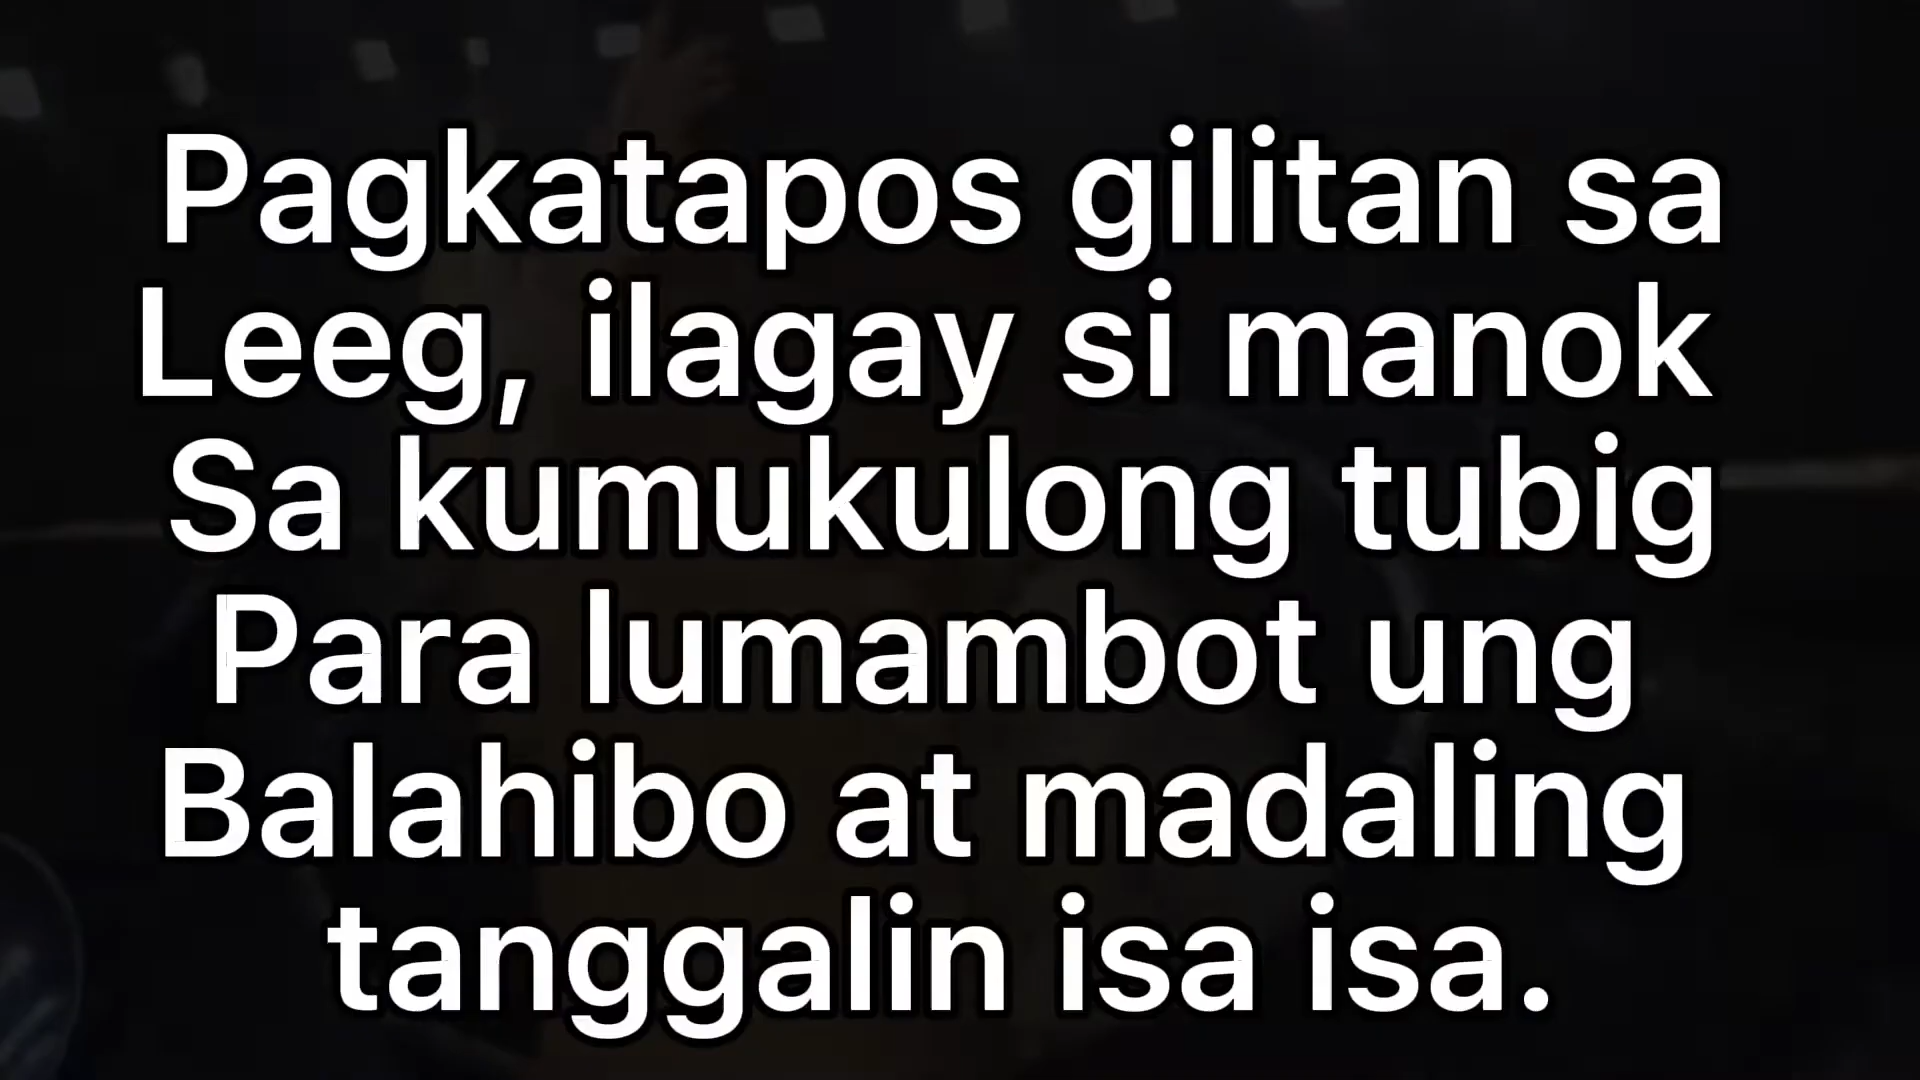 Pagkatapos gilitan sa
Leeg, ilagay si manok
Sa kumukulong tubig
Para lumambot ung
Balahibo at madaling
tanggalin isa isa.